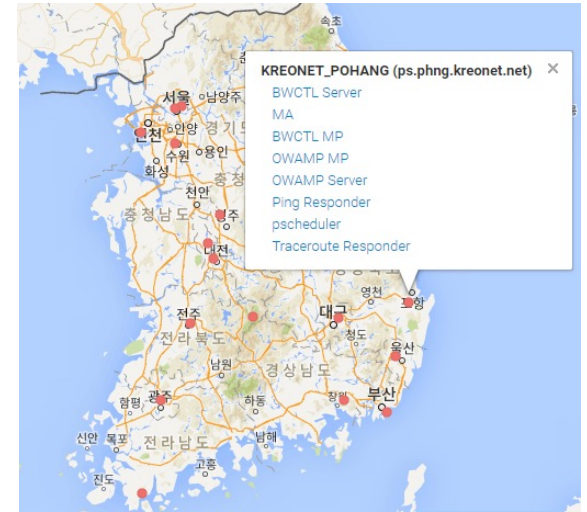 속초
KREONET_POHANG (ps.phng.kreonet.net)
BWCTL Server
MA
BWCTL MP
OWAMP MP
OWAMP Server
Ping Responder
pscheduler
Traceroute Responder
서울
남양주
인천
안양
경기도
수원
용인
화성
천안
충청남도
대전
영천
포항
전주
대구
청도
전라북도
울산
남원
경상남도
함평
광주
하동
부산
신안
목포
전라남도
남해
고흥
진도